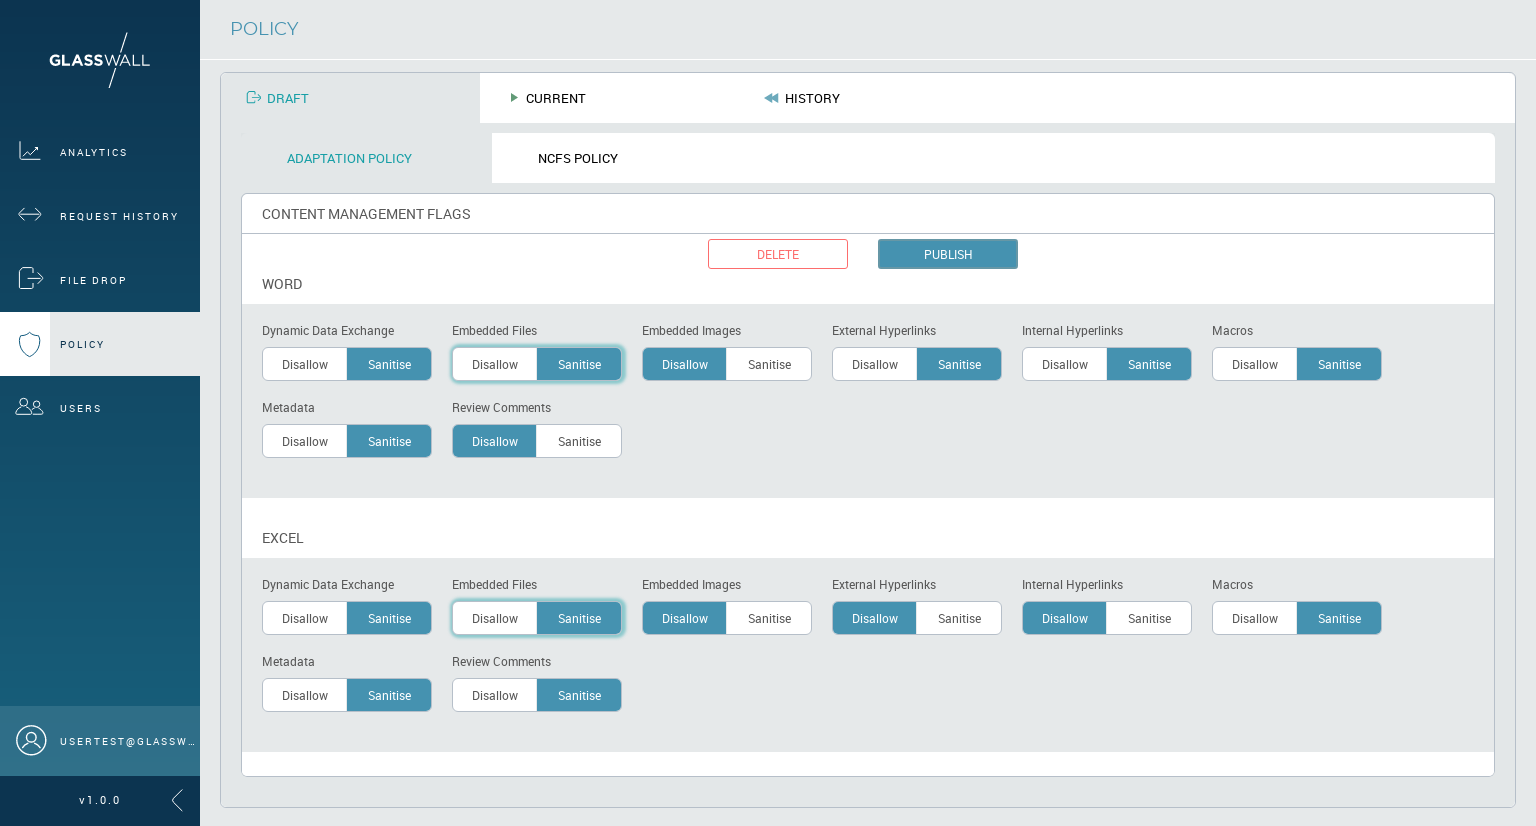 GLASSWALL
ANALYTICS
REQUEST HISTORY
FILE DROP
POLICY
USERS
USERTEST@GLASSW...
v1.0.0
POLICY
DRAFT CURRENT HISTORY
ADAPTATION POLICY NCFS POLICY
CONTENT MANAGEMENT FLAGS
DELETE PUBLISH
WORD
Dynamic Data Exchange Embedded Files Embedded Images External Hyperlinks Internal Hyperlinks Macros
Disallow Sanitise Disallow Sanitise Disallow Sanitise Disallow Sanitise Disallow Sanitise Disallow Sanitise
Metadata Review Comments
Disallow Sanitise Disallow Sanitise
EXCEL
Dynamic Data Exchange Embedded Files Embedded Images External Hyperlinks Internal Hyperlinks Macros
Disallow Sanitise Disallow Sanitise Disallow Sanitise Disallow Sanitise Disallow Sanitise Disallow Sanitise
Metadata Review Comments
Disallow Sanitise Disallow Sanitise